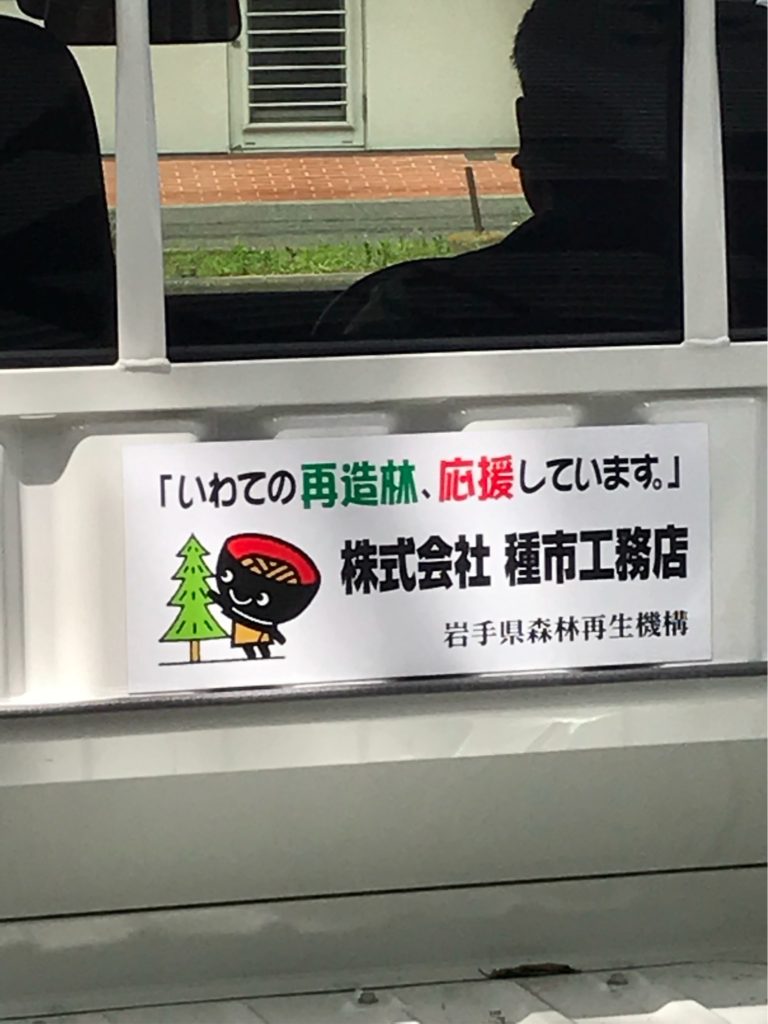 「いわての再造林、応援しています。」
株式会社 種市工務店
岩手県森林再生機構